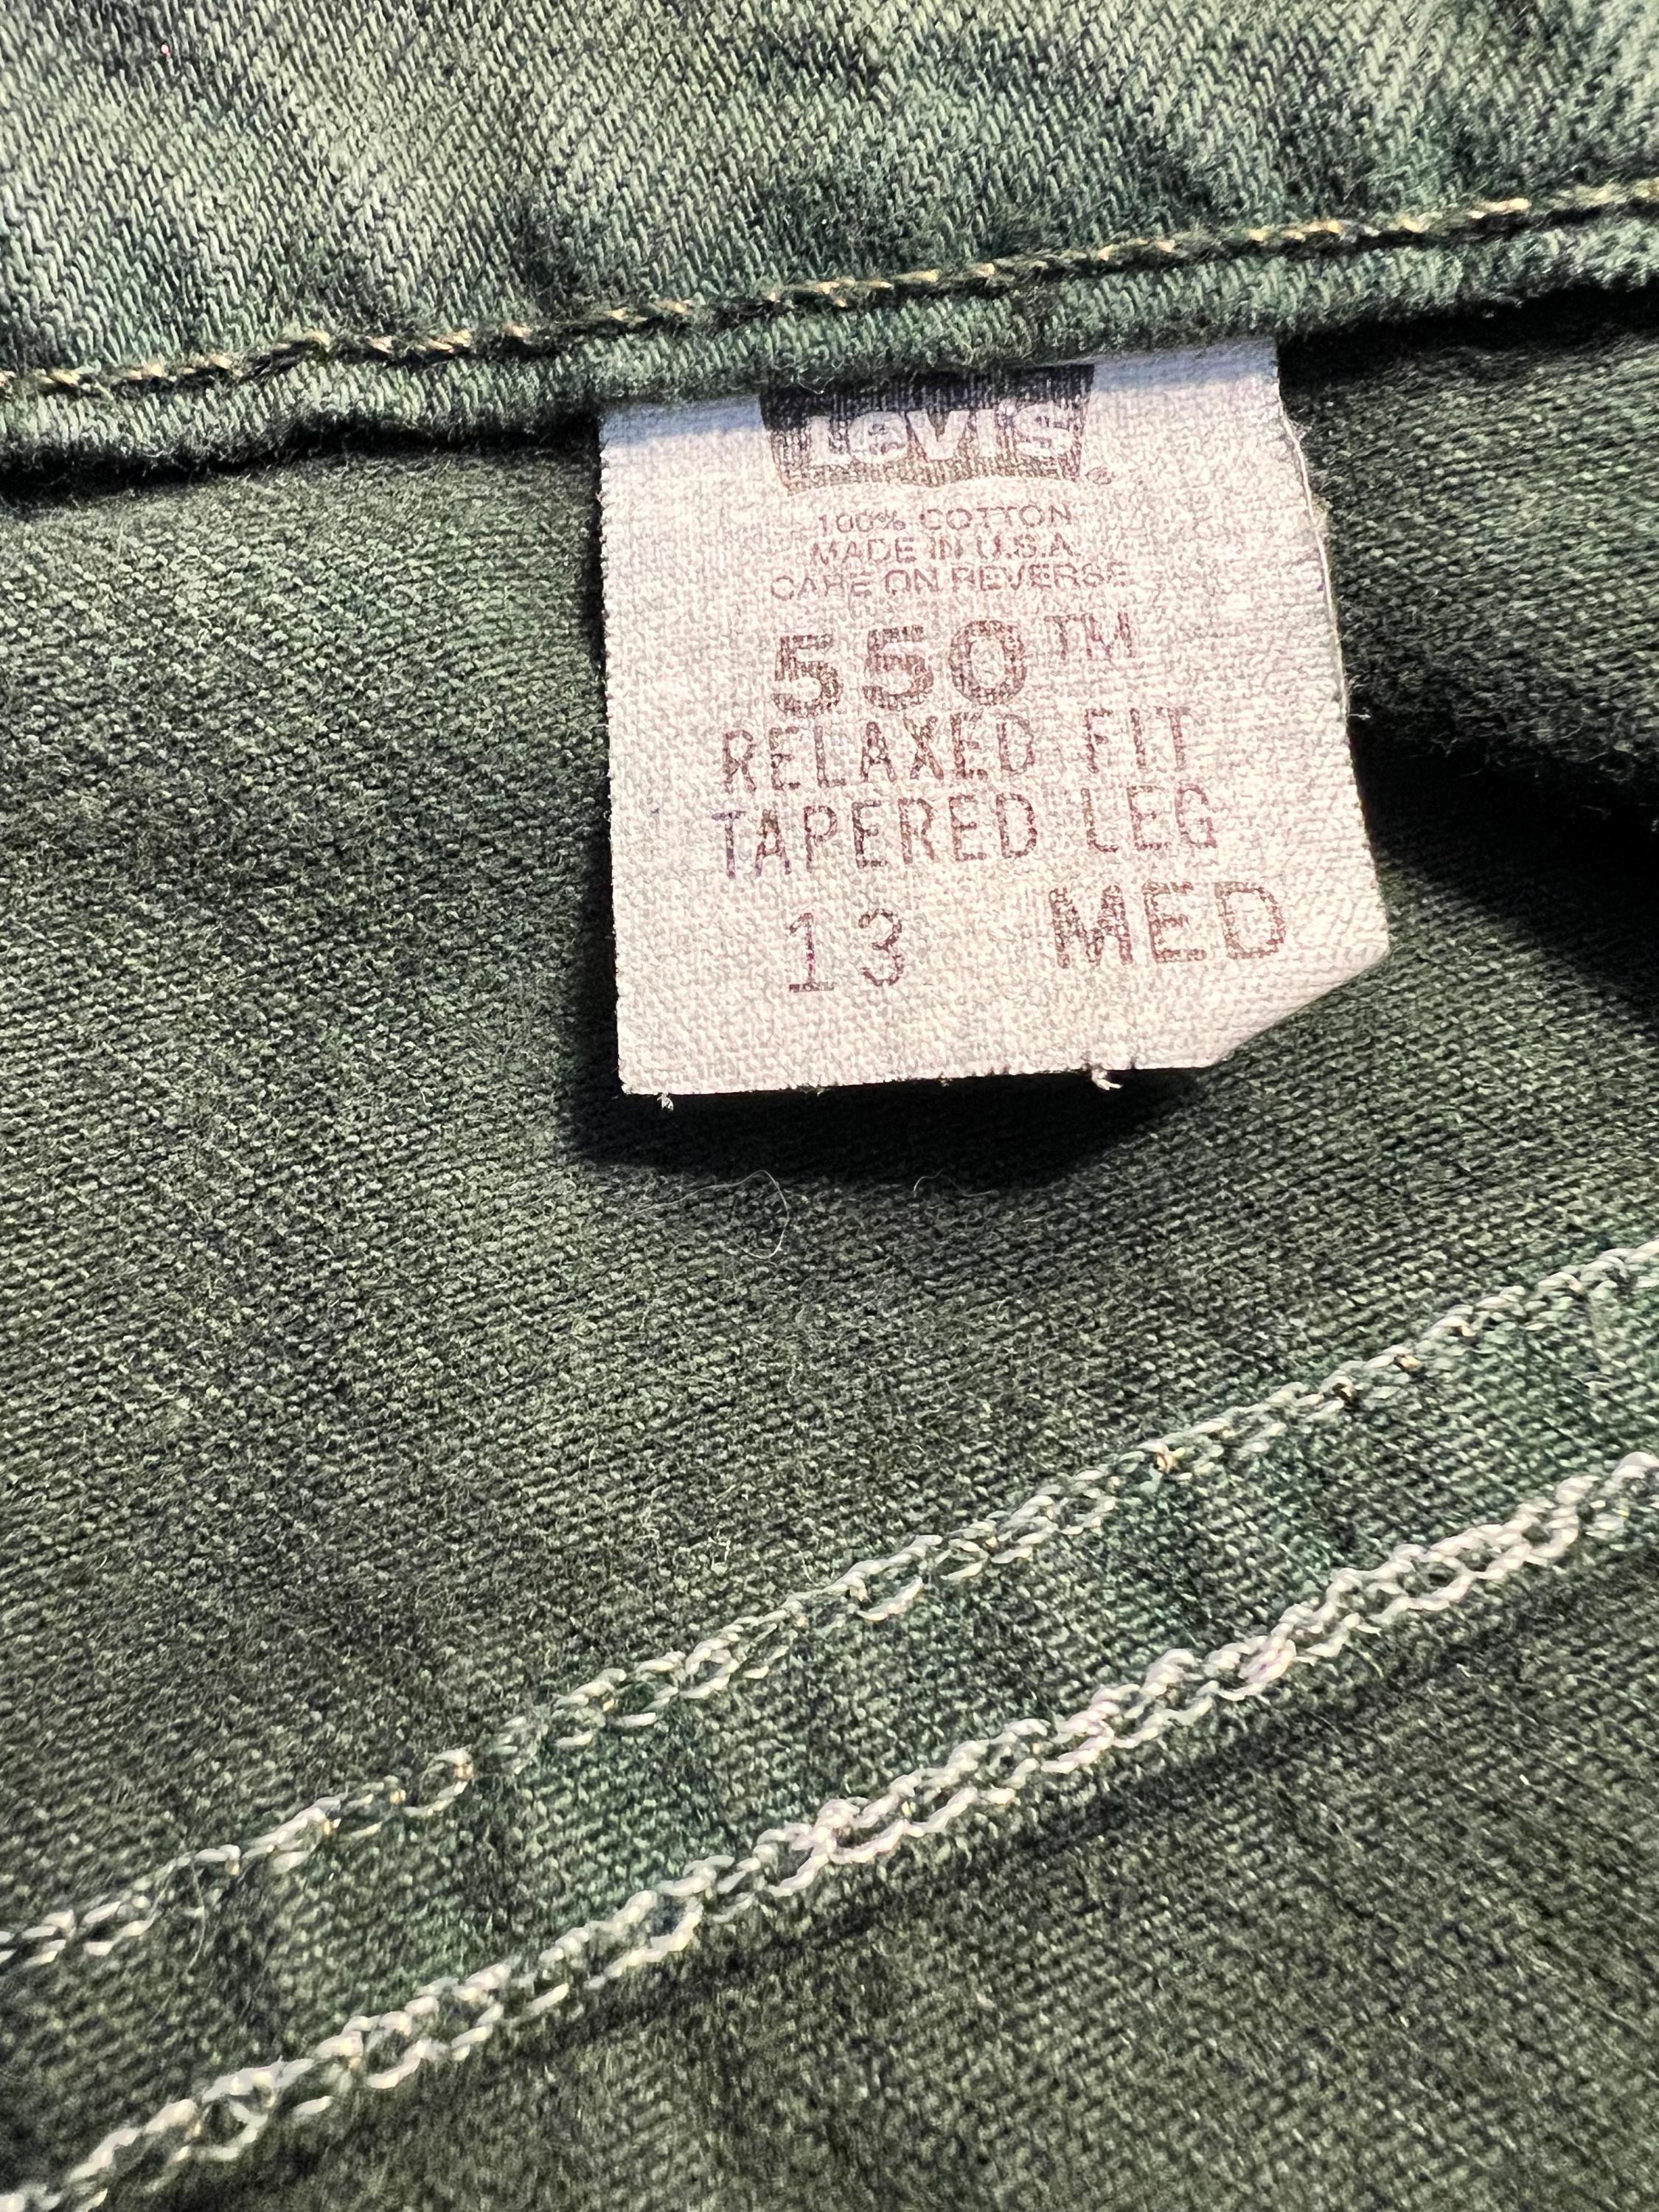 Levi's®
100% COTTON
MADE IN U.S.A.
CARE ON REVERSE
550™
RELAXED FIT
TAPERED LEG
13 MED